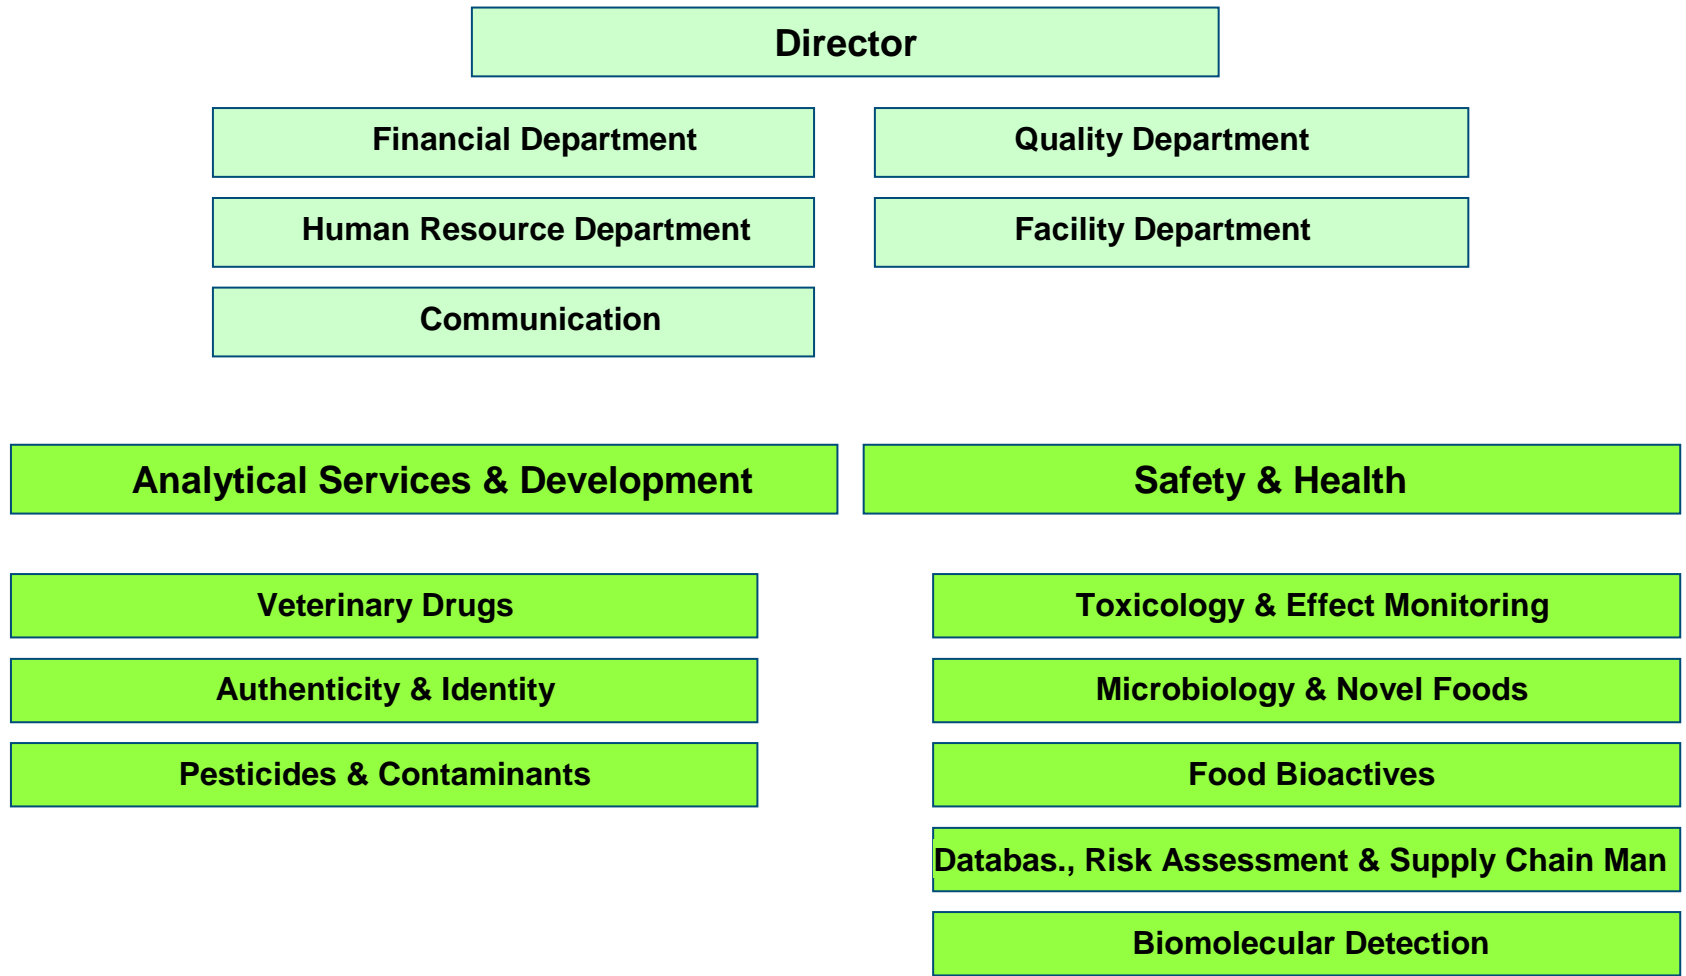 Director
Financial Department
Quality Department
Human Resource Department
Facility Department
Communication
Analytical Services & Development
Safety & Health
Veterinary Drugs
Toxicology & Effect Monitoring
Authenticity & Identity
Microbiology & Novel Foods
Pesticides & Contaminants
Food Bioactives
Databas., Risk Assessment & Supply Chain Man
Biomolecular Detection